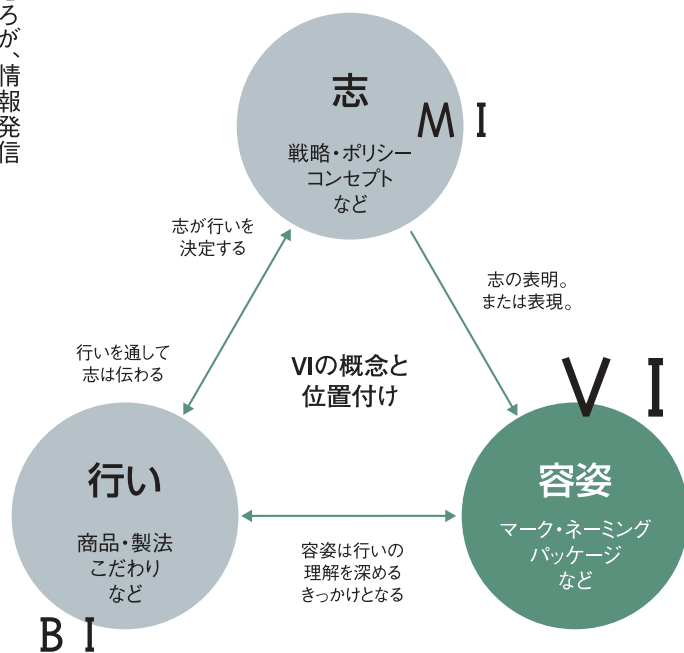 ろが、情報発信
志
MI
戦略・ポリシー
コンセプト
など
志が行いを
決定する
志の表明。
または表現。
行いを通して
志は伝わる
VIの概念と
位置付け
VI
行い
商品・製法
こだわり
など
BI
容姿
マーク・ネーミング
パッケージ
など
容姿は行いの
理解を深める
きっかけとなる